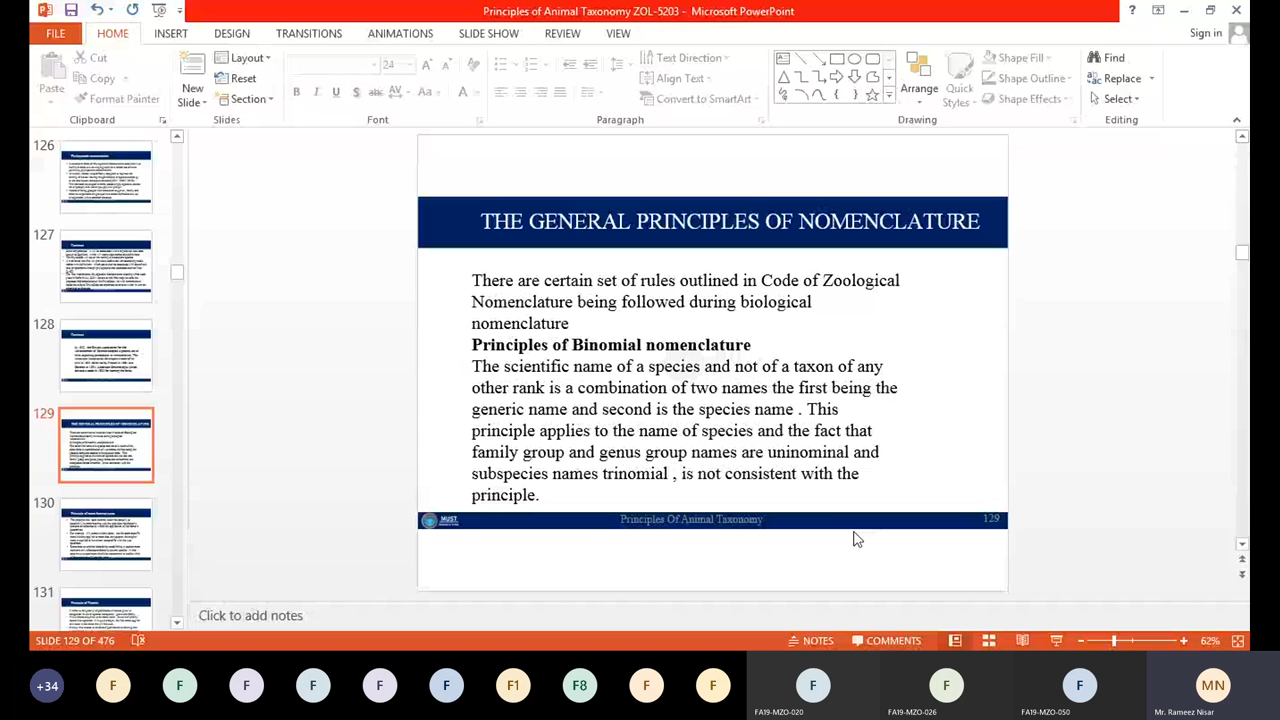 Principles of Animal Taxonomy ZOL-5203 - Microsoft PowerPoint
FILE HOME INSERT DESIGN TRANSITIONS ANIMATIONS SLIDE SHOW REVIEW VIEW Sign in
Paste
Cut
Copy
Format Painter
Clipboard
New Slide
Layout
Reset
Section
Slides
24
B I U S abc AV Aa A
Font
Text Direction
Align Text
Convert to SmartArt
Paragraph
Arrange
Quick Styles
Shape Fill
Shape Outline
Shape Effects
Drawing
Find
Replace
Select
Editing
126
127
128
129
130
131
THE GENERAL PRINCIPLES OF NOMENCLATURE
There are certain set of rules outlined in Code of Zoological
Nomenclature being followed during biological
nomenclature
Principles of Binomial nomenclature
The scientific name of a species and not of a taxon of any
other rank is a combination of two names the first being the
generic name and second is the species name . This
principle applies to the name of species and the fact that
family group and genus group names are uninominal and
subspecies names trinomial , is not consistent with the
principle.
MUST Principles Of Animal Taxonomy 129
Click to add notes
SLIDE 129 OF 476 NOTES COMMENTS 62%
+34 F F F F F F F1 F8 F F F F F MN
FA19-MZO-020 FA19-MZO-026 FA19-MZO-050 Mr. Rameez Nisar